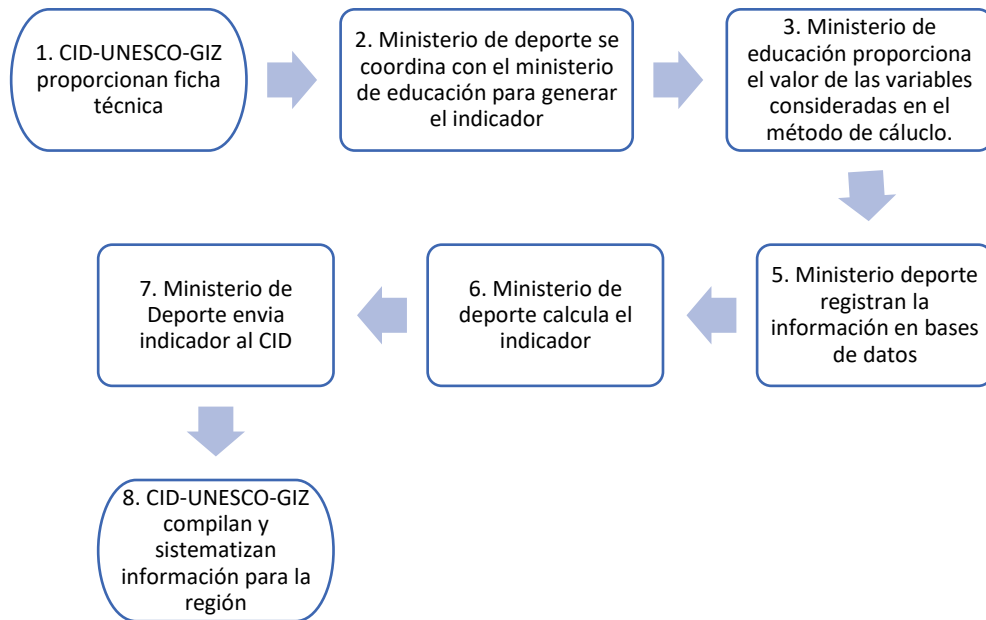 1. CID-UNESCO-GIZ
proporcionan ficha
técnica
2. Ministerio de deporte se
coordina con el ministerio
de educación para generar
el indicador
3. Ministerio de
educación proporciona
el valor de las variables
consideradas en el
método de cáluclo.
5. Ministerio deporte
registran la
información en bases
de datos
6. Ministerio de
deporte calcula el
indicador
7. Ministerio de
Deporte envia
indicador al CID
8. CID-UNESCO-GIZ
compilan y
sistematizan
información para la
región